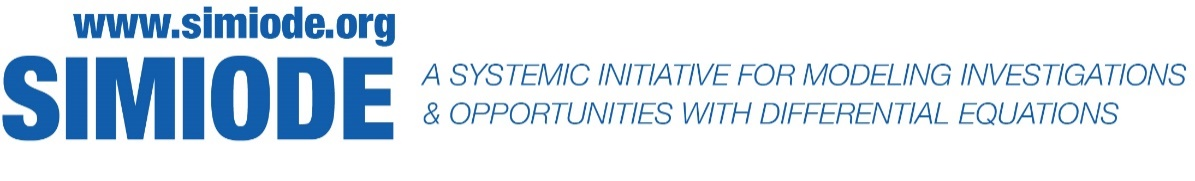 www.simiode.org
SIMIODE
A SYSTEMIC INITIATIVE FOR MODELING INVESTIGATIONS
& OPPORTUNITIES WITH DIFFERENTIAL EQUATIONS